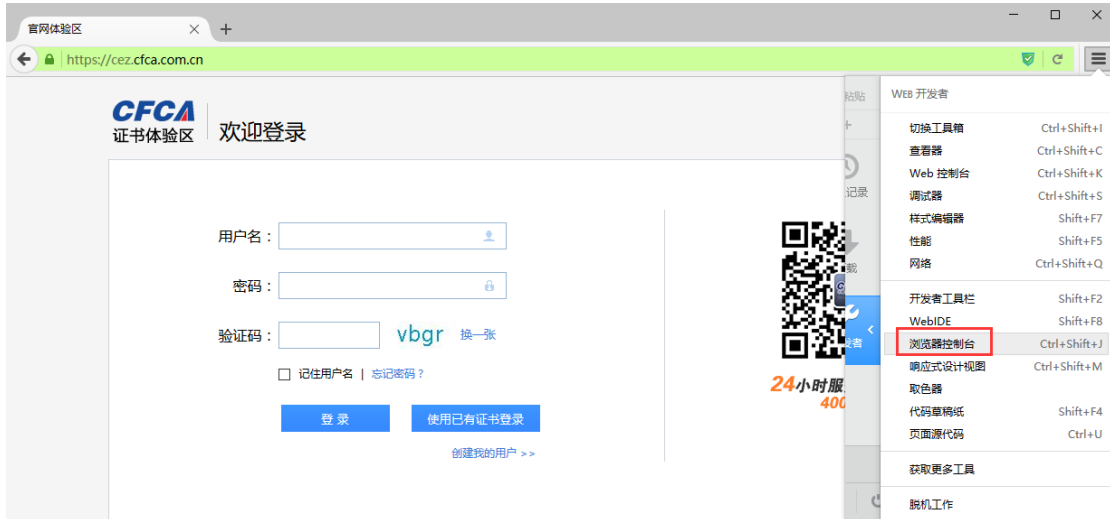 官网体验区
https://cez.cfca.com.cn
CFCA
证书体验区
欢迎登录
用户名：
密码：
验证码：
vbgr
换一张
记住用户名 | 忘记密码？
登 录
使用已有证书登录
创建我的用户 >>
24小时服
400
粘贴
记录
载
发者
WEB 开发者
切换工具箱 Ctrl+Shift+I
查看器 Ctrl+Shift+C
Web 控制台 Ctrl+Shift+K
调试器 Ctrl+Shift+S
样式编辑器 Shift+F7
性能 Shift+F5
网络 Ctrl+Shift+Q
开发者工具栏 Shift+F2
WebIDE Shift+F8
浏览器控制台 Ctrl+Shift+J
响应式设计视图 Ctrl+Shift+M
取色器
代码草稿纸 Shift+F4
页面源代码 Ctrl+U
获取更多工具
脱机工作